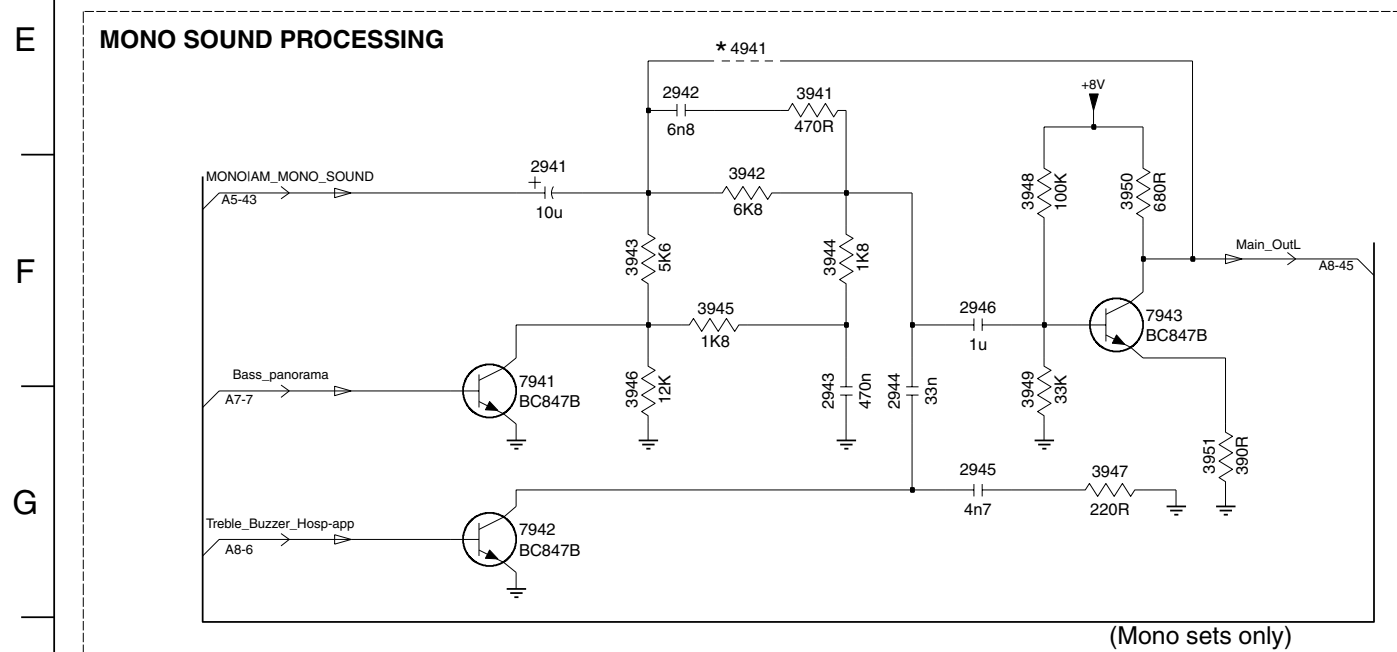 E
MONO SOUND PROCESSING
* 4941
+8V
2942
6n8
3941
470R
MONO|AM_MONO_SOUND
A5-43
2941
+
10u
3942
6K8
3948
100K
3950
680R
F
3943
5K6
3944
1K8
Main_OutL
A8-45
3945
1K8
2946
1u
7943
BC847B
Bass_panorama
A7-7
7941
BC847B
3946
12K
2943
470n
2944
33n
3949
33K
3951
390R
G
2945
4n7
3947
220R
Treble_Buzzer_Hosp-app
A8-6
7942
BC847B
(Mono sets only)